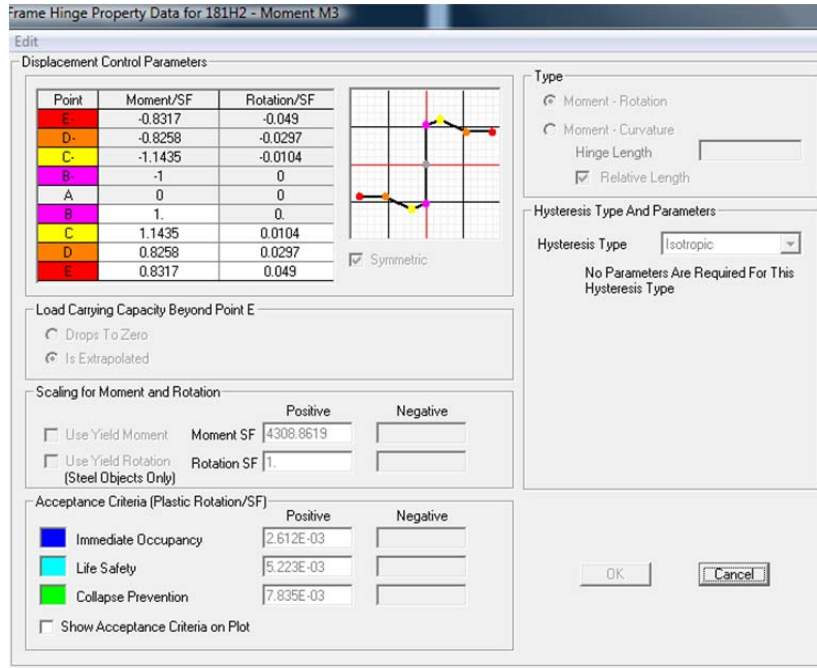 Frame Hinge Property Data for 181H2 - Moment M3
Edit
Displacement Control Parameters
Point Moment/SF Rotation/SF
E- -0.8317 -0.049
D- -0.8258 -0.0297
C- -1.1435 -0.0104
B- -1 0
A 0 0
B 1. 0.
C 1.1435 0.0104
D 0.8258 0.0297
E 0.8317 0.049
Symmetric
Load Carrying Capacity Beyond Point E
Drops To Zero
Is Extrapolated
Scaling for Moment and Rotation
Positive Negative
Use Yield Moment Moment SF 4308.8619
Use Yield Rotation Rotation SF 1.
(Steel Objects Only)
Acceptance Criteria (Plastic Rotation/SF)
Positive Negative
Immediate Occupancy 2.612E-03
Life Safety 5.223E-03
Collapse Prevention 7.835E-03
Show Acceptance Criteria on Plot
Type
Moment - Rotation
Moment - Curvature
Hinge Length
Relative Length
Hysteresis Type And Parameters
Hysteresis Type Isotropic
No Parameters Are Required For This
Hysteresis Type
OK Cancel